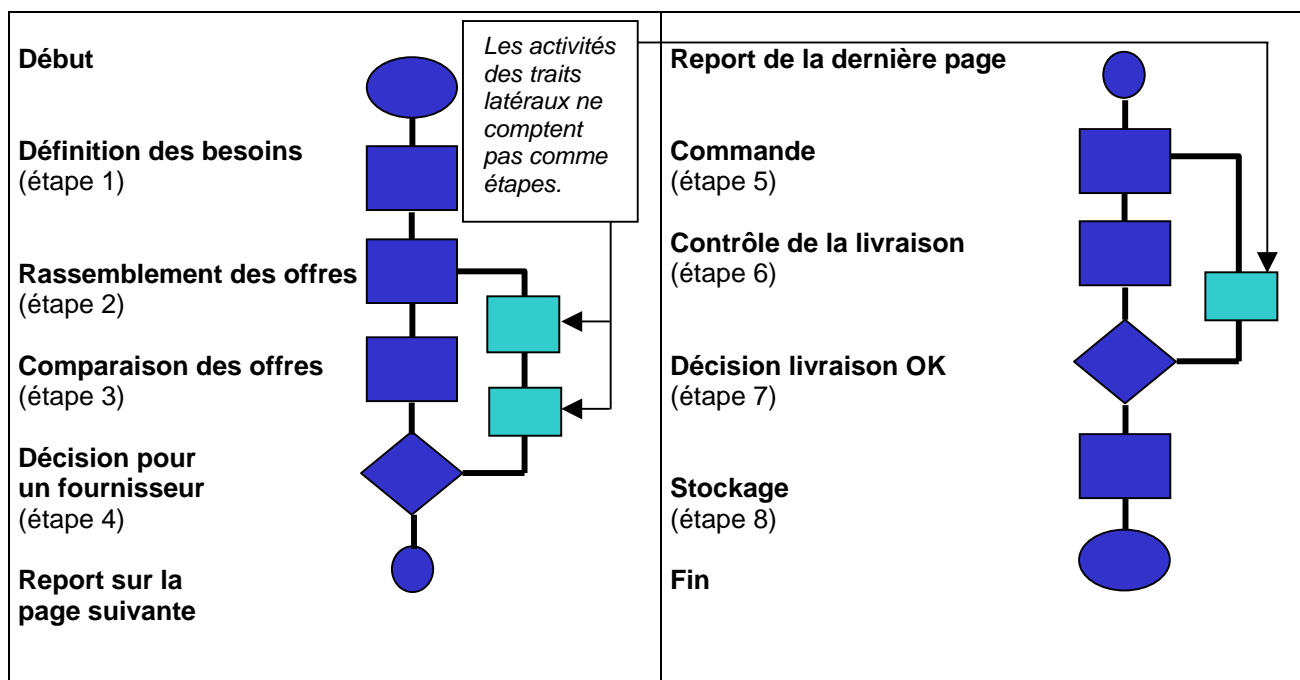 Début
Définition des besoins
(étape 1)
Rassemblement des offres
(étape 2)
Comparaison des offres
(étape 3)
Décision pour
un fournisseur
(étape 4)
Report sur la
page suivante
Les activités
des traits
latéraux ne
comptent
pas comme
étapes.
Report de la dernière page
Commande
(étape 5)
Contrôle de la livraison
(étape 6)
Décision livraison OK
(étape 7)
Stockage
(étape 8)
Fin